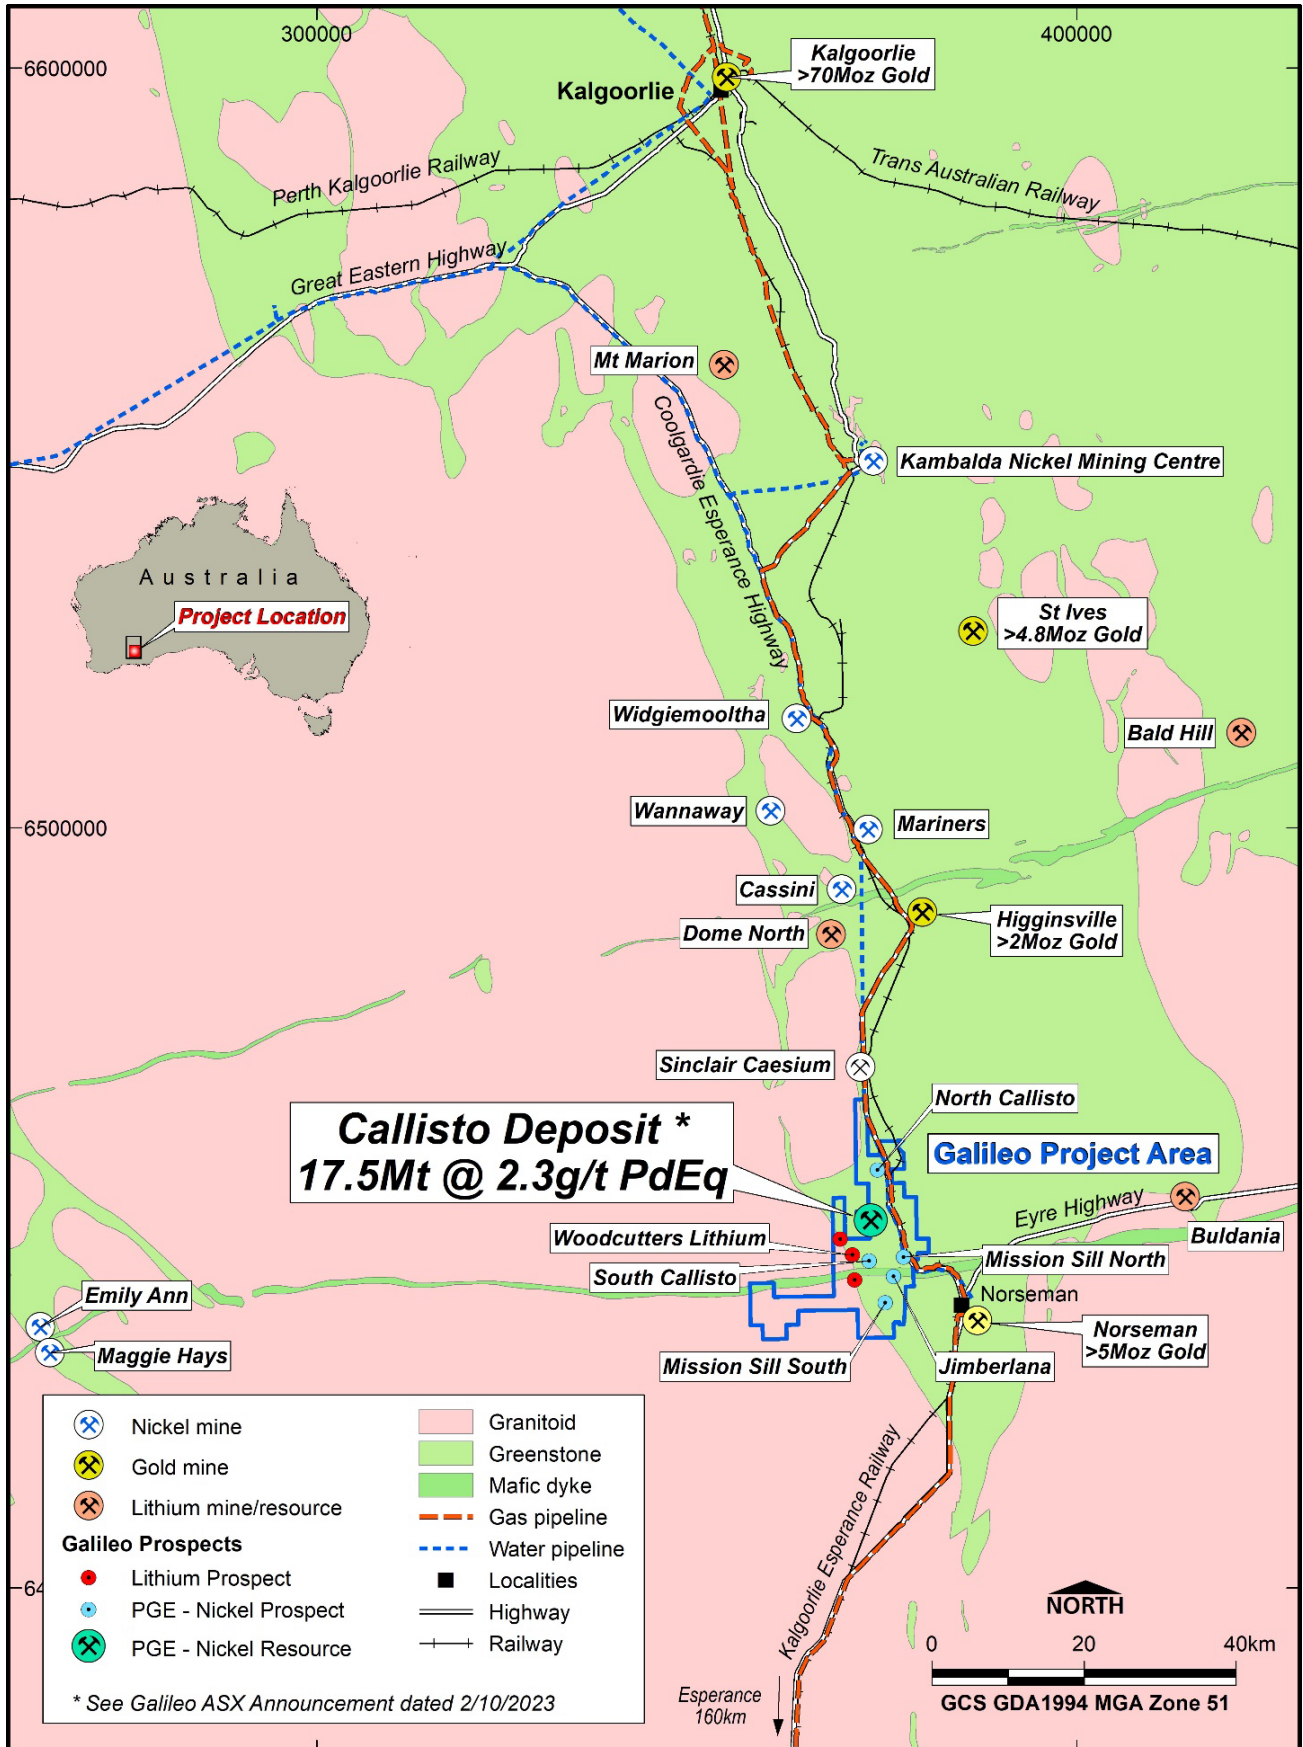 300000
400000
6600000
Kalgoorlie
>70Moz Gold
Kalgoorlie
Perth Kalgoorlie Railway
Trans Australian Railway
Great Eastern Highway
Mt Marion
Coolgardie Esperance Highway
Kambalda Nickel Mining Centre
Australia
Project Location
St Ives
>4.8Moz Gold
Widgiemooltha
Bald Hill
Wannaway
Mariners
6500000
Cassini
Dome North
Higginsville
>2Moz Gold
Sinclair Caesium
North Callisto
Callisto Deposit *
17.5Mt @ 2.3g/t PdEq
Galileo Project Area
Eyre Highway
Woodcutters Lithium
Buldania
South Callisto
Mission Sill North
Emily Ann
Norseman
Maggie Hays
Norseman
>5Moz Gold
Mission Sill South
Jimberlana
Nickel mine
Gold mine
Lithium mine/resource
Galileo Prospects
Lithium Prospect
PGE - Nickel Prospect
PGE - Nickel Resource
Granitoid
Greenstone
Mafic dyke
Gas pipeline
Water pipeline
Localities
Highway
Railway
* See Galileo ASX Announcement dated 2/10/2023
64
Kalgoorlie Esperance Railway
Esperance
160km
NORTH
0 20 40km
GCS GDA1994 MGA Zone 51